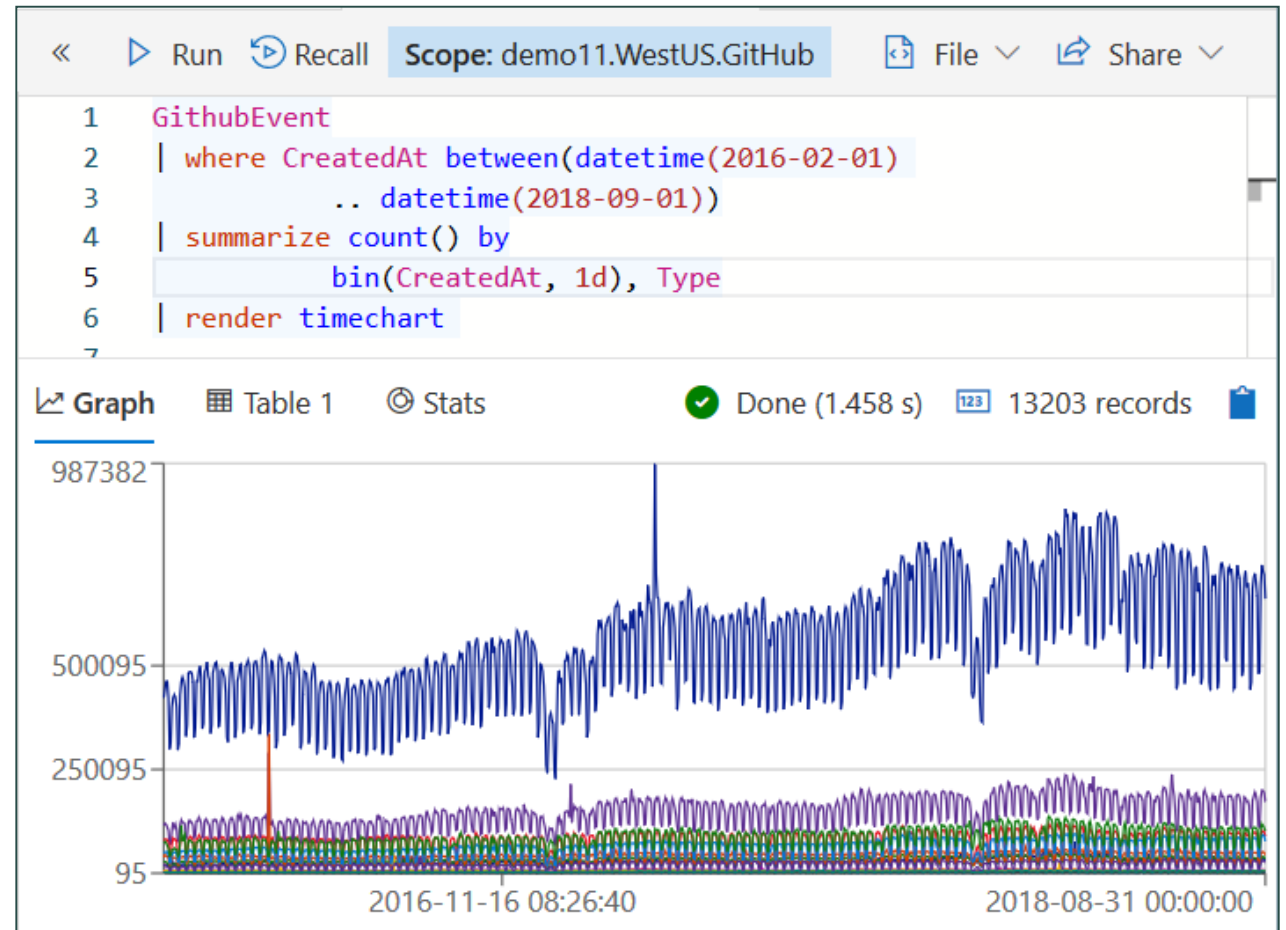 « Run Recall Scope: demo11.WestUS.GitHub File Share
1 GithubEvent
2 | where CreatedAt between(datetime(2016-02-01)
3 .. datetime(2018-09-01))
4 | summarize count() by
5 bin(CreatedAt, 1d), Type
6 | render timechart
7
Graph Table 1 Stats Done (1.458 s) 123 13203 records
987382
500095
250095
95
2016-11-16 08:26:40 2018-08-31 00:00:00